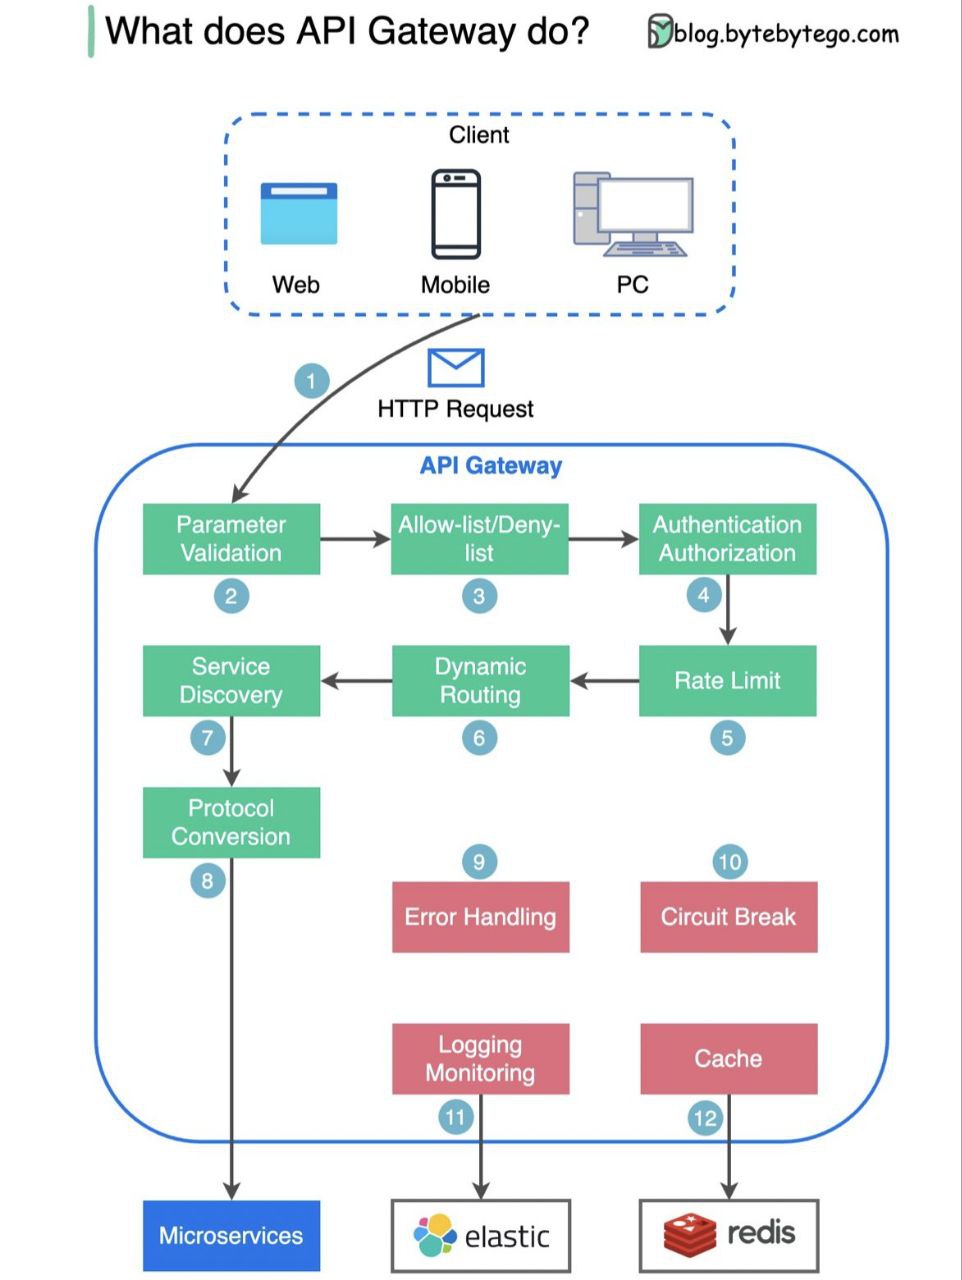 What does API Gateway do?
blog.bytebytego.com
Client
Web
Mobile
PC
1
HTTP Request
API Gateway
Parameter
Validation
2
Allow-list/Deny-
list
3
Authentication
Authorization
4
Rate Limit
5
Dynamic
Routing
6
Service
Discovery
7
Protocol
Conversion
8
9
Error Handling
10
Circuit Break
Logging
Monitoring
11
Cache
12
Microservices
elastic
redis